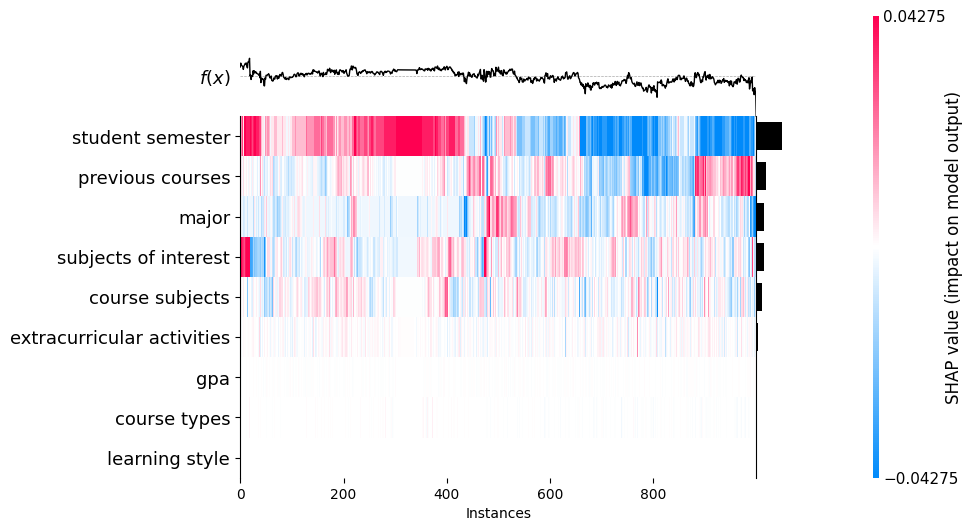 0.04275
f(x)
student semester
previous courses
major
subjects of interest
course subjects
extracurricular activities
gpa
course types
learning style
0 200 400 600 800
Instances
SHAP value (impact on model output)
−0.04275